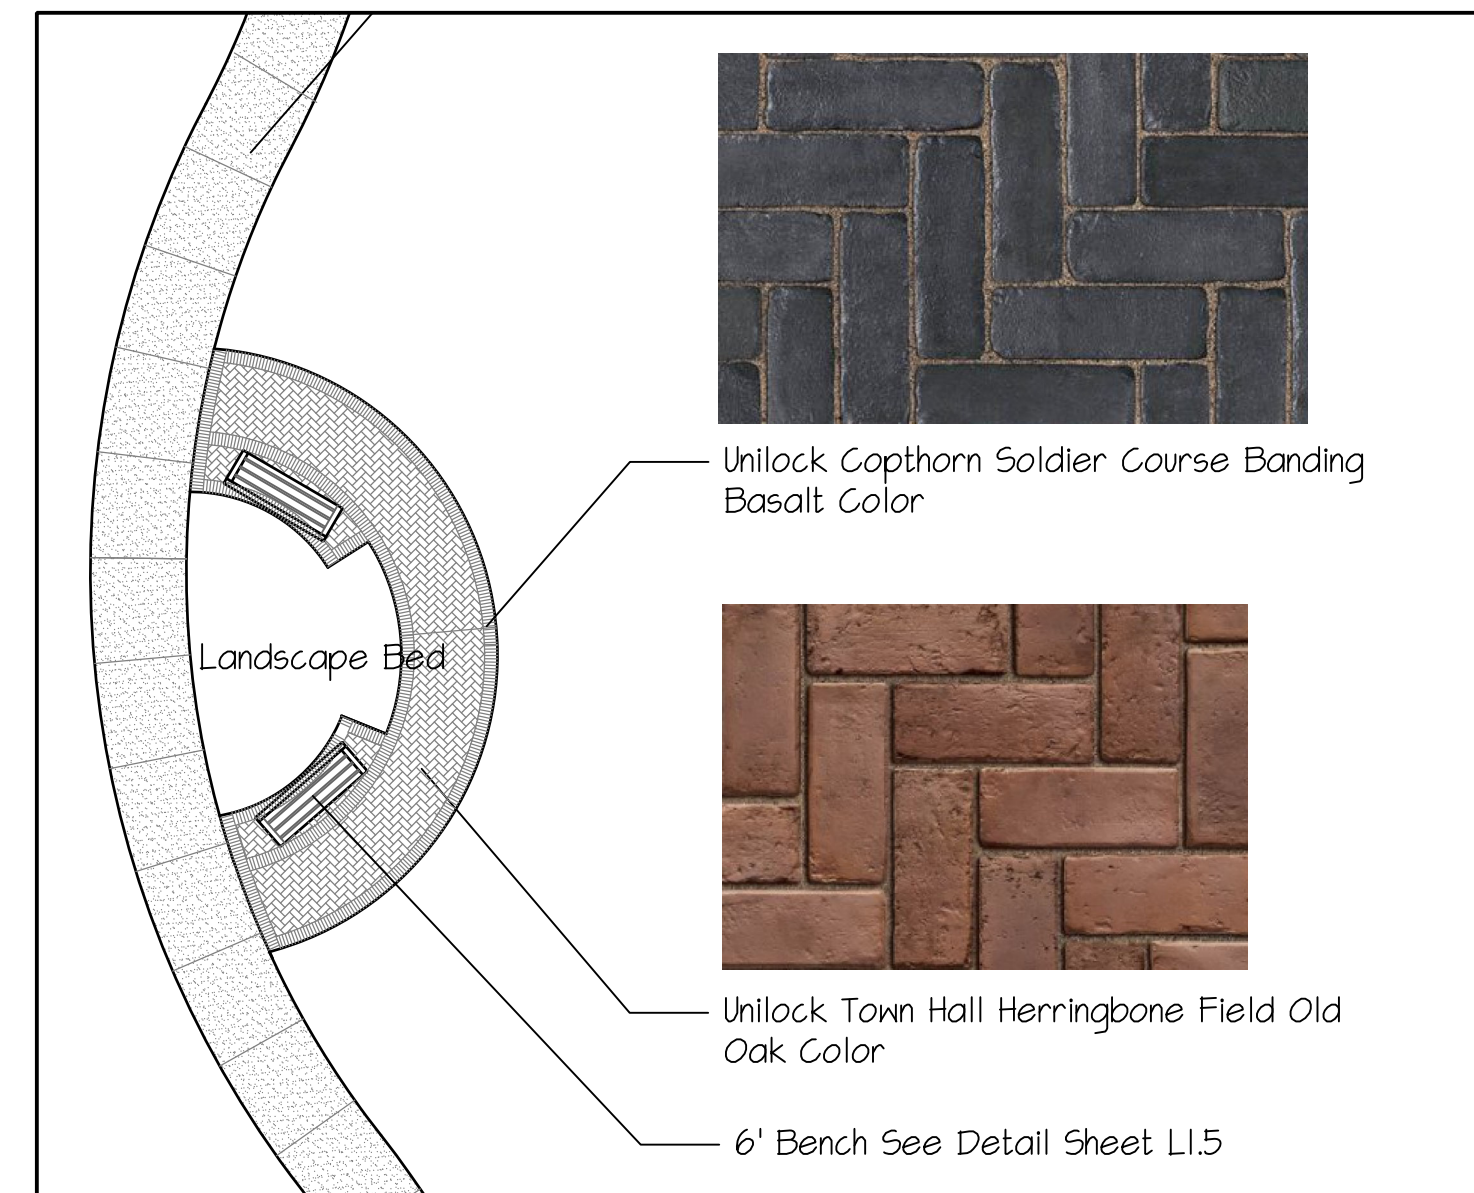 Unilock Copthorn Soldier Course Banding
Basalt Color
Landscape Bed
Unilock Town Hall Herringbone Field Old
Oak Color
6' Bench See Detail Sheet L1.5